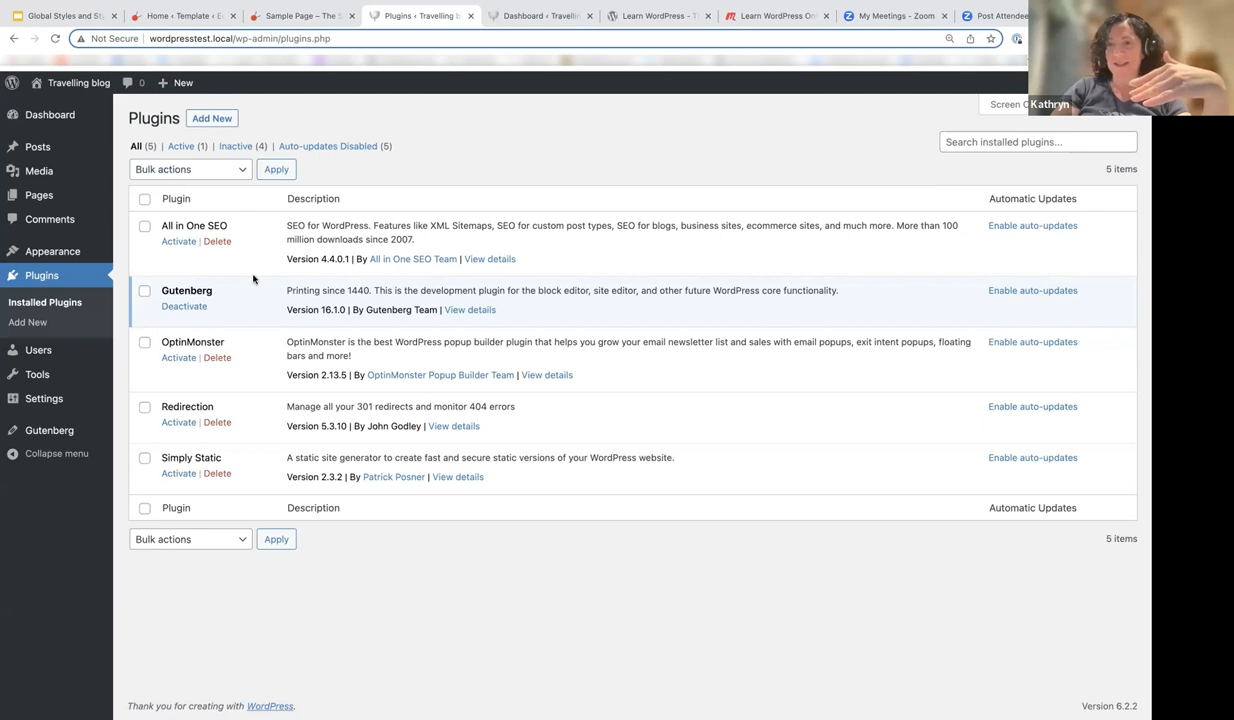 Global Styles and St
Home ‹ Template ‹ E
Sample Page – The S
Plugins ‹ Travelling b
Dashboard ‹ Travellin
Learn WordPress - T
Learn WordPress On
My Meetings - Zoom
Post Attendee
Not Secure
wordpresstest.local/wp-admin/plugins.php
Travelling blog
0
New
Kathryn
Screen O
Dashboard
Posts
Media
Pages
Comments
Appearance
Plugins
Installed Plugins
Add New
Users
Tools
Settings
Gutenberg
Collapse menu
Plugins Add New
All (5) | Active (1) | Inactive (4) | Auto-updates Disabled (5)
Search installed plugins...
Bulk actions Apply
5 items
Plugin Description Automatic Updates
All in One SEO
Activate | Delete
SEO for WordPress. Features like XML Sitemaps, SEO for custom post types, SEO for blogs, business sites, ecommerce sites, and much more. More than 100
million downloads since 2007.
Version 4.4.0.1 | By All in One SEO Team | View details
Enable auto-updates
Gutenberg
Deactivate
Printing since 1440. This is the development plugin for the block editor, site editor, and other future WordPress core functionality.
Version 16.1.0 | By Gutenberg Team | View details
Enable auto-updates
OptinMonster
Activate | Delete
OptinMonster is the best WordPress popup builder plugin that helps you grow your email newsletter list and sales with email popups, exit intent popups, floating
bars and more!
Version 2.13.5 | By OptinMonster Popup Builder Team | View details
Enable auto-updates
Redirection
Activate | Delete
Manage all your 301 redirects and monitor 404 errors
Version 5.3.10 | By John Godley | View details
Enable auto-updates
Simply Static
Activate | Delete
A static site generator to create fast and secure static versions of your WordPress website.
Version 2.3.2 | By Patrick Posner | View details
Enable auto-updates
Plugin Description Automatic Updates
Bulk actions Apply
5 items
Thank you for creating with WordPress.
Version 6.2.2